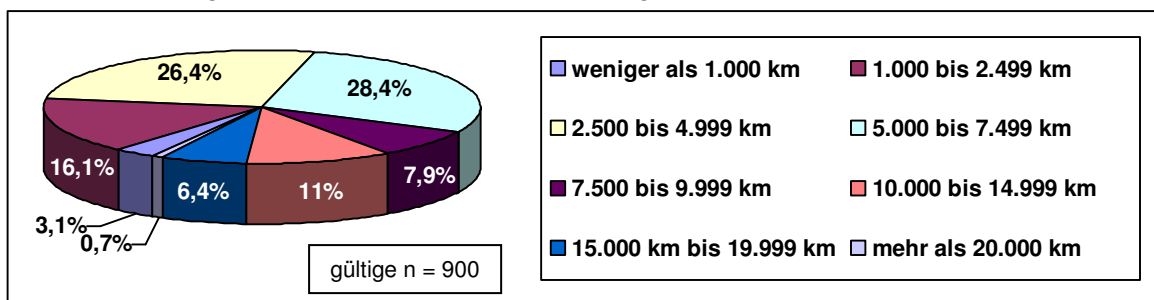 26,4%
28,4%
16,1%
7,9%
6,4%
11%
3,1%
0,7%
gültige n = 900
weniger als 1.000 km
1.000 bis 2.499 km
2.500 bis 4.999 km
5.000 bis 7.499 km
7.500 bis 9.999 km
10.000 bis 14.999 km
15.000 km bis 19.999 km
mehr als 20.000 km